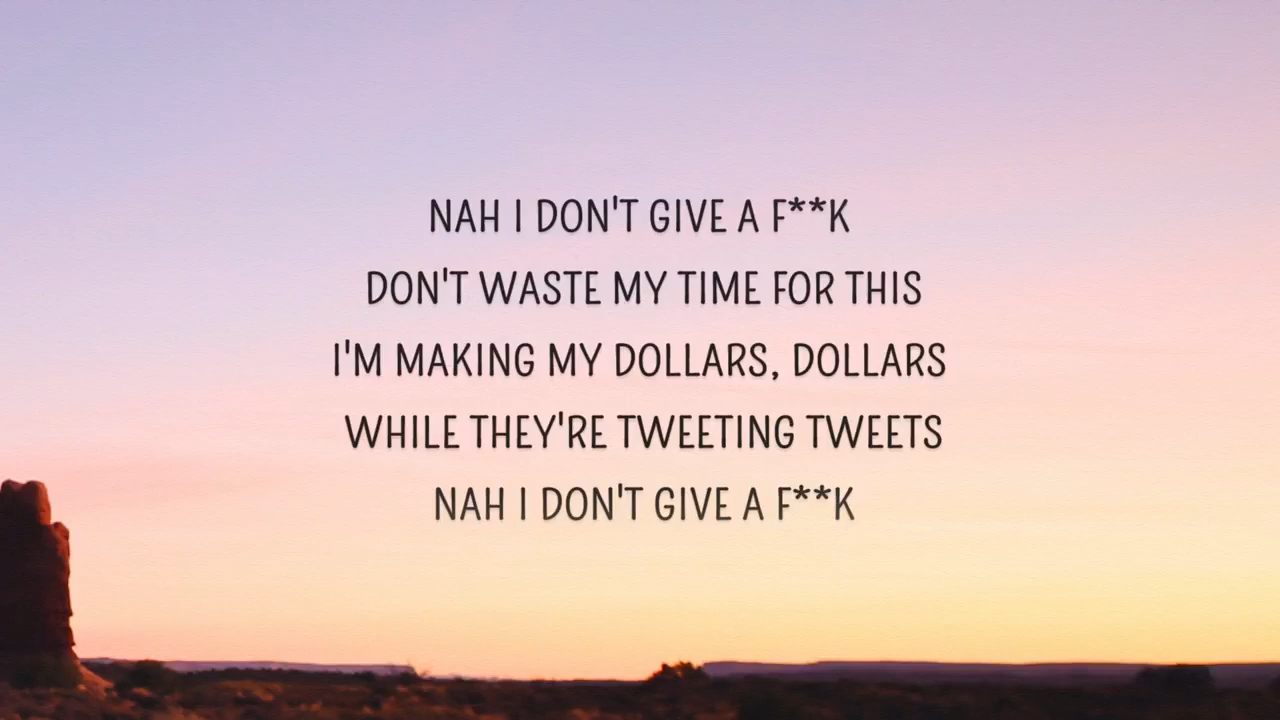 NAH I DON'T GIVE A F**K
DON'T WASTE MY TIME FOR THIS
I'M MAKING MY DOLLARS, DOLLARS
WHILE THEY'RE TWEETING TWEETS
NAH I DON'T GIVE A F**K